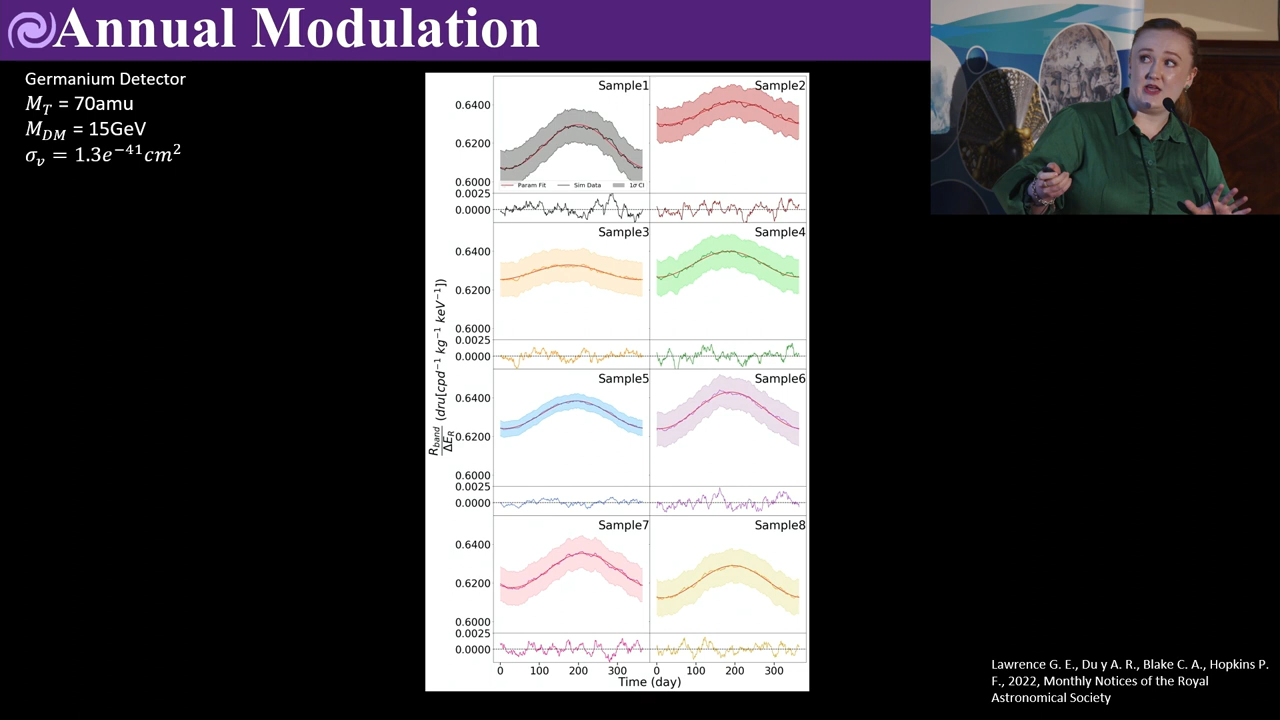 Annual Modulation
Germanium Detector
M_T = 70amu
M_DM = 15GeV
σ_v = 1.3e^−41 cm^2
Sample1
Sample2
0.6400
0.6200
0.6000
Param Fit Sim Data 1σ CI
0.0025
0.0000
Sample3
Sample4
0.6400
0.6200
0.6000
0.0025
0.0000
Sample5
Sample6
0.6400
0.6200
0.6000
0.0025
0.0000
Sample7
Sample8
0.6400
0.6200
0.6000
0.0025
0.0000
R_band/ΔE_R (dru[cpd^−1 kg^−1 keV^−1])
0 100 200 300 0 100 200 300
Time (day)
Lawrence G. E., Du y A. R., Blake C. A., Hopkins P.
F., 2022, Monthly Notices of the Royal
Astronomical Society